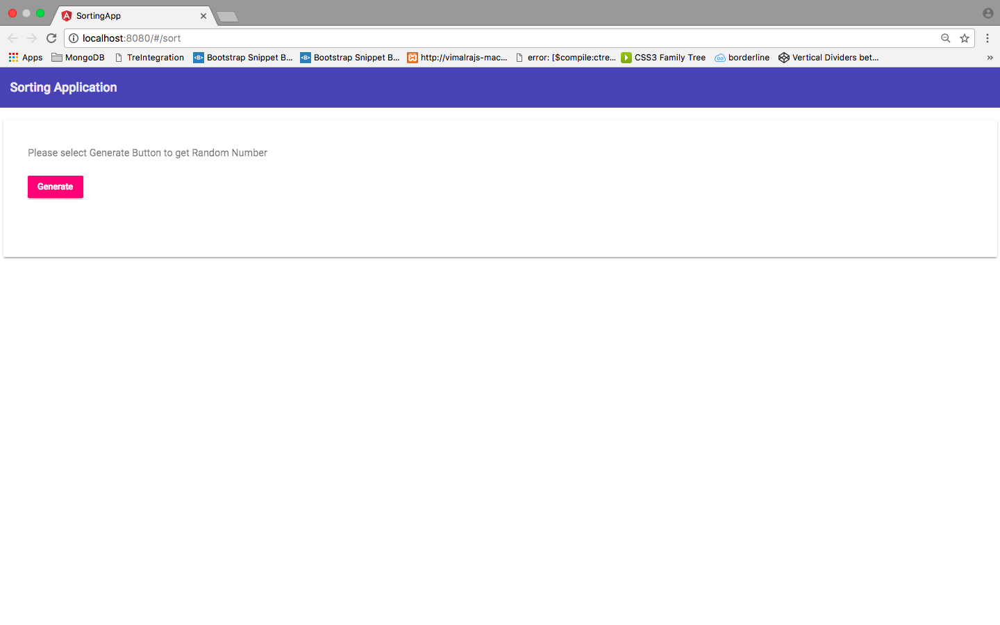 SortingApp
localhost:8080/#/sort
Apps MongoDB TreIntegration Bootstrap Snippet B... Bootstrap Snippet B... http://vimalrajs-mac... error: [$compile:ctre... CSS3 Family Tree borderline Vertical Dividers bet... »
Sorting Application
Please select Generate Button to get Random Number
Generate